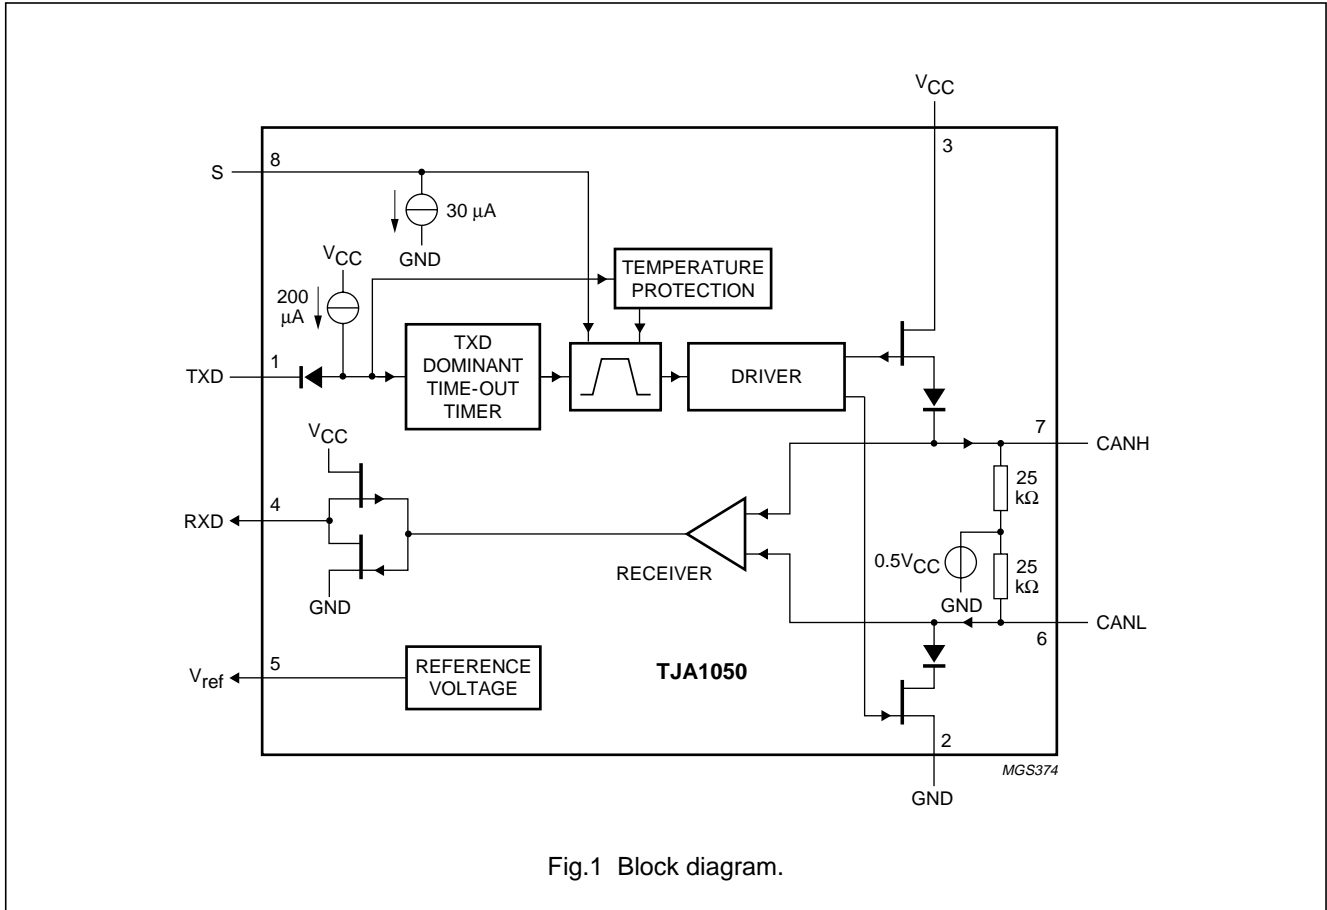 VCC
3
S
8
30 µA
GND
VCC
200
µA
TEMPERATURE
PROTECTION
TXD
1
TXD
DOMINANT
TIME-OUT
TIMER
DRIVER
7
CANH
VCC
25
kΩ
RXD
4
RECEIVER
0.5VCC
25
kΩ
GND
GND
6
CANL
Vref
5
REFERENCE
VOLTAGE
TJA1050
2
MGS374
GND
Fig.1 Block diagram.